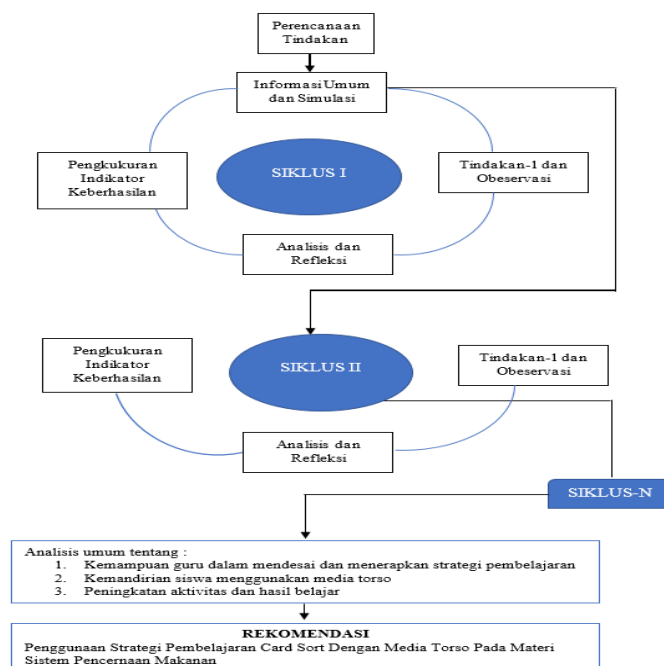 Perencanaan
Tindakan
Informasi Umum
dan Simulasi
Pengkukuran
Indikator
Keberhasilan
SIKLUS I
Tindakan-1 dan
Obeservasi
Analisis dan
Refleksi
Pengkukuran
Indikator
Keberhasilan
SIKLUS II
Tindakan-1 dan
Obeservasi
Analisis dan
Refleksi
SIKLUS-N
Analisis umum tentang :
1. Kemampuan guru dalam mendesai dan menerapkan strategi pembelajaran
2. Kemandirian siswa menggunakan media torso
3. Peningkatan aktivitas dan hasil belajar
REKOMENDASI
Penggunaan Strategi Pembelajaran Card Sort Dengan Media Torso Pada Materi
Sistem Pencernaan Makanan